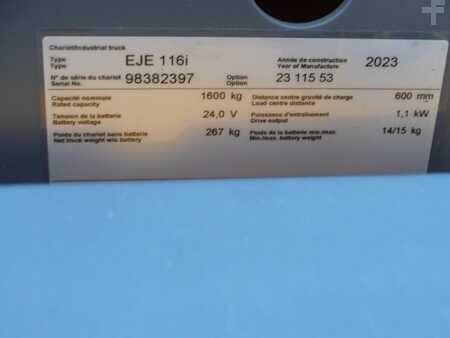 Chariot/Industrial truck
Type EJE 116i Année de construction 2023
Type Year of Manufacture
N° de série du chariot 98382397 Option 23 115 53
Serial No. Option
Capacité nominale 1600 kg Distance centre gravité de charge 600 mm
Rated capacity Load centre distance
Tension de la batterie 24,0 V Puissance d'entraînement 1,1 kW
Battery voltage Drive output
Poids du chariot sans batterie 267 kg Poids de la batterie min./max. 14/15 kg
Net truck weight w/o battery Min./max. battery weight
F